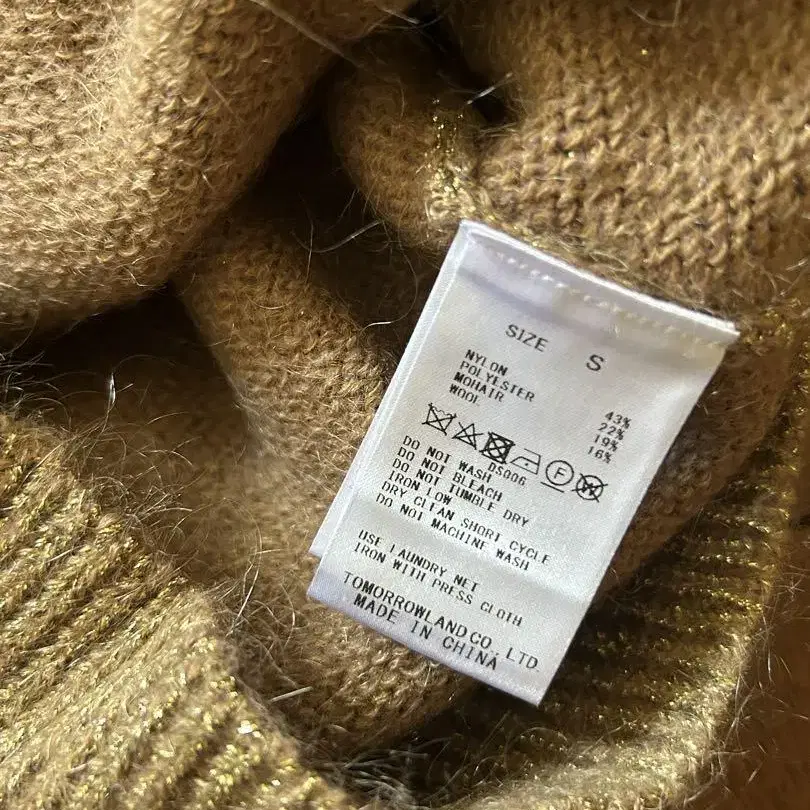 SIZE S
NYLON 43%
POLYESTER 22%
MOHAIR 19%
WOOL 16%
DS006
DO NOT WASH
DO NOT BLEACH
DO NOT TUMBLE DRY
IRON LOW
DRY CLEAN SHORT CYCLE
DO NOT MACHINE WASH
USE LAUNDRY NET
IRON WITH PRESS CLOTH
TOMORROWLAND CO., LTD.
MADE IN CHINA